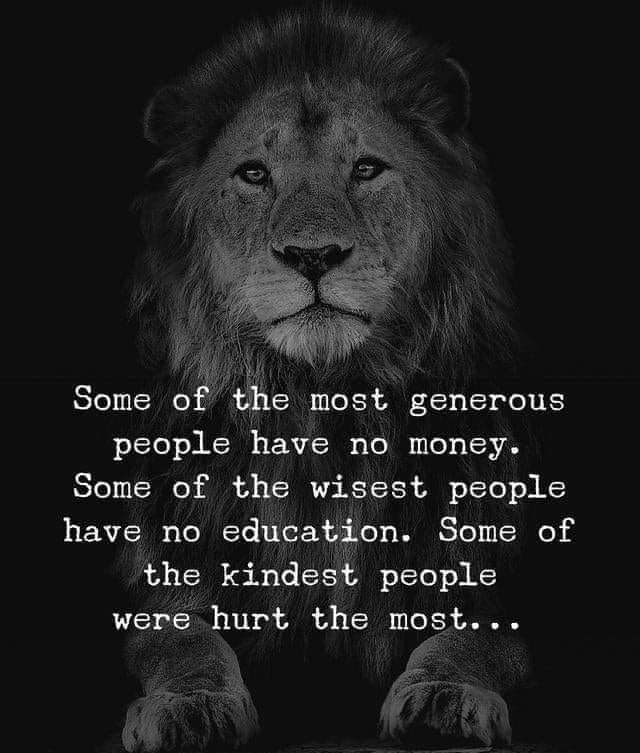 Some of the most generous
people have no money.
Some of the wisest people
have no education. Some of
the kindest people
were hurt the most...